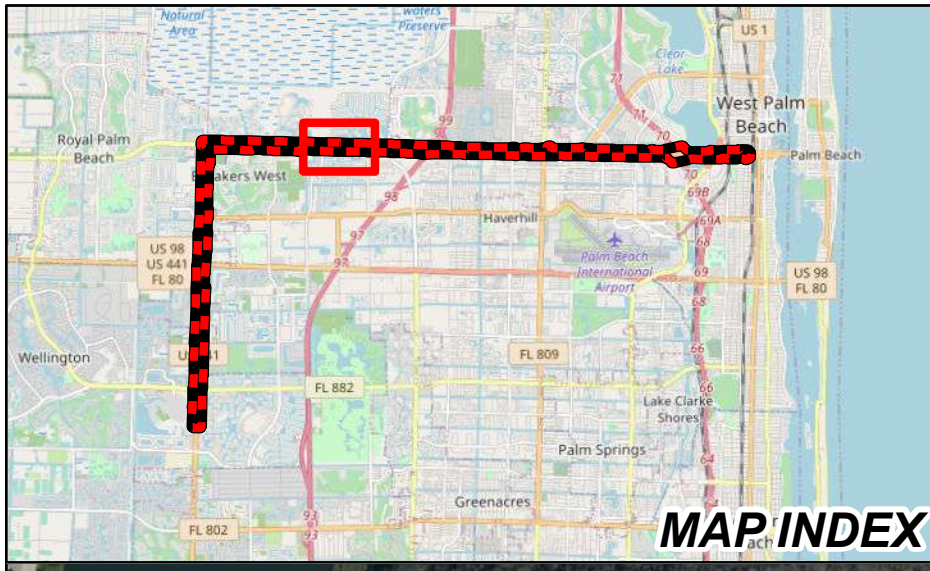 Natural
Area
waters
Preserve
US 1
Clear
Lake
71
70
99
West Palm
Beach
Royal Palm
Beach
70
Palm Beach
akers West
98
70
69B
Haverhill
69A
97
68
US 98
US 441
FL 80
97
Palm Beach
International
Airport
69
US 98
FL 80
68
Wellington
FL 809
66
FL 882
66
Lake Clarke
Shores
Palm Springs
64
Greenacres
93
93
FL 802
MAP INDEX